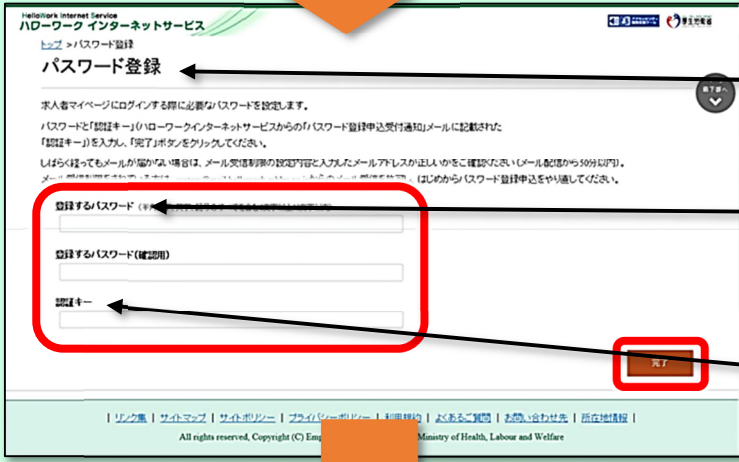 HelloWork Internet Service
ハローワーク インターネットサービス
厚生労働省
トップ > パスワード登録
パスワード登録
求人者マイページにログインする際に必要なパスワードを設定します。
パスワードと「認証キー」(ハローワークインターネットサービスからの「パスワード登録申込受付通知」メールに記載された
「認証キー」)を入力し、「完了」ボタンをクリックしてください。
しばらく経ってもメールが届かない場合は、メール受信制限の設定内容と入力したメールアドレスが正しいかをご確認ください(メール配信から50分以内)。
はじめからパスワード登録申込をやり直してください。
登録するパスワード
登録するパスワード(確認用)
認証キー
完了
| リンク集 | サイトマップ | サイトポリシー | プライバシーポリシー | 利用規約 | よくあるご質問 | お問い合わせ先 | 所在地情報 |
All rights reserved, Copyright (C) Ministry of Health, Labour and Welfare